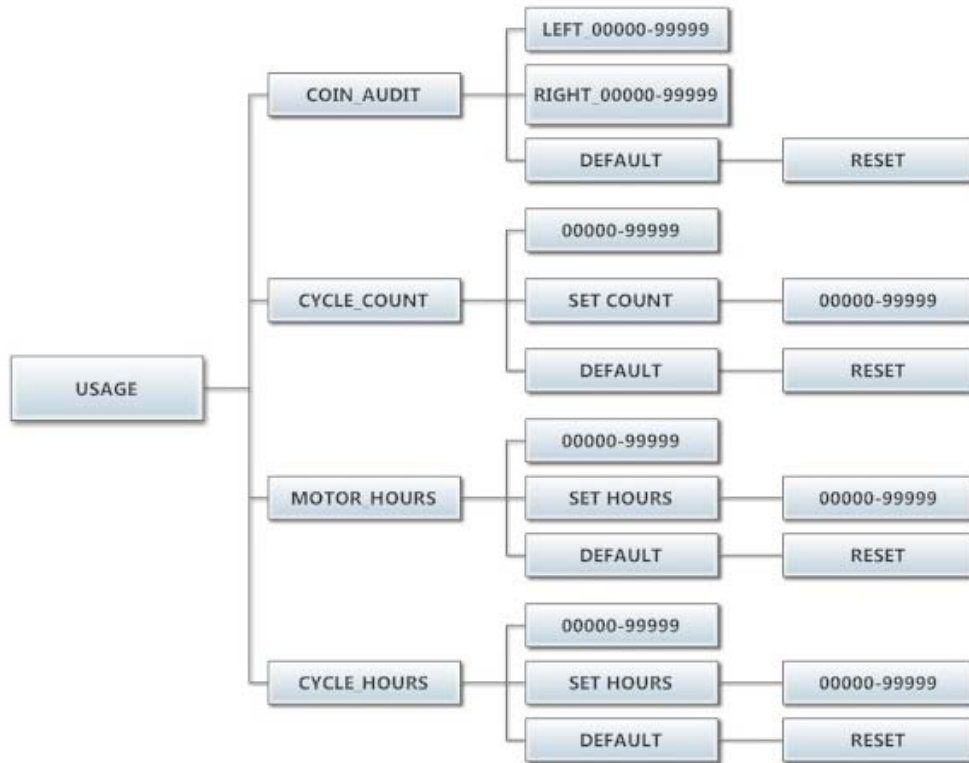 LEFT_00000-99999
COIN_AUDIT
RIGHT_00000-99999
DEFAULT
RESET
00000-99999
CYCLE_COUNT
SET COUNT
00000-99999
DEFAULT
RESET
USAGE
00000-99999
MOTOR_HOURS
SET HOURS
00000-99999
DEFAULT
RESET
00000-99999
CYCLE_HOURS
SET HOURS
00000-99999
DEFAULT
RESET